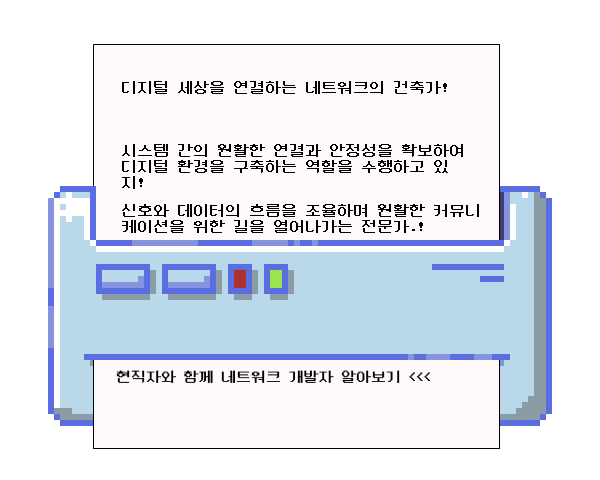 디지털 세상을 연결하는 네트워크의 건축가!
시스템 간의 원활한 연결과 안정성을 확보하여
디지털 환경을 구축하는 역할을 수행하고 있
지!
신호와 데이터의 흐름을 조율하며 원활한 커뮤니
케이션을 위한 길을 열어나가는 전문가.!
현직자와 함께 네트워크 개발자 알아보기 <<<